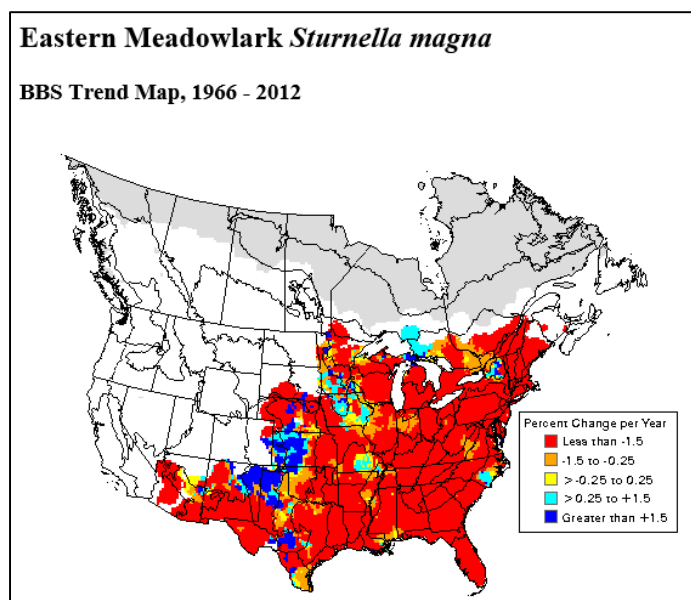 Eastern Meadowlark Sturnella magna
BBS Trend Map, 1966 - 2012
Percent Change per Year
Less than -1.5
-1.5 to -0.25
> -0.25 to 0.25
> 0.25 to +1.5
Greater than +1.5